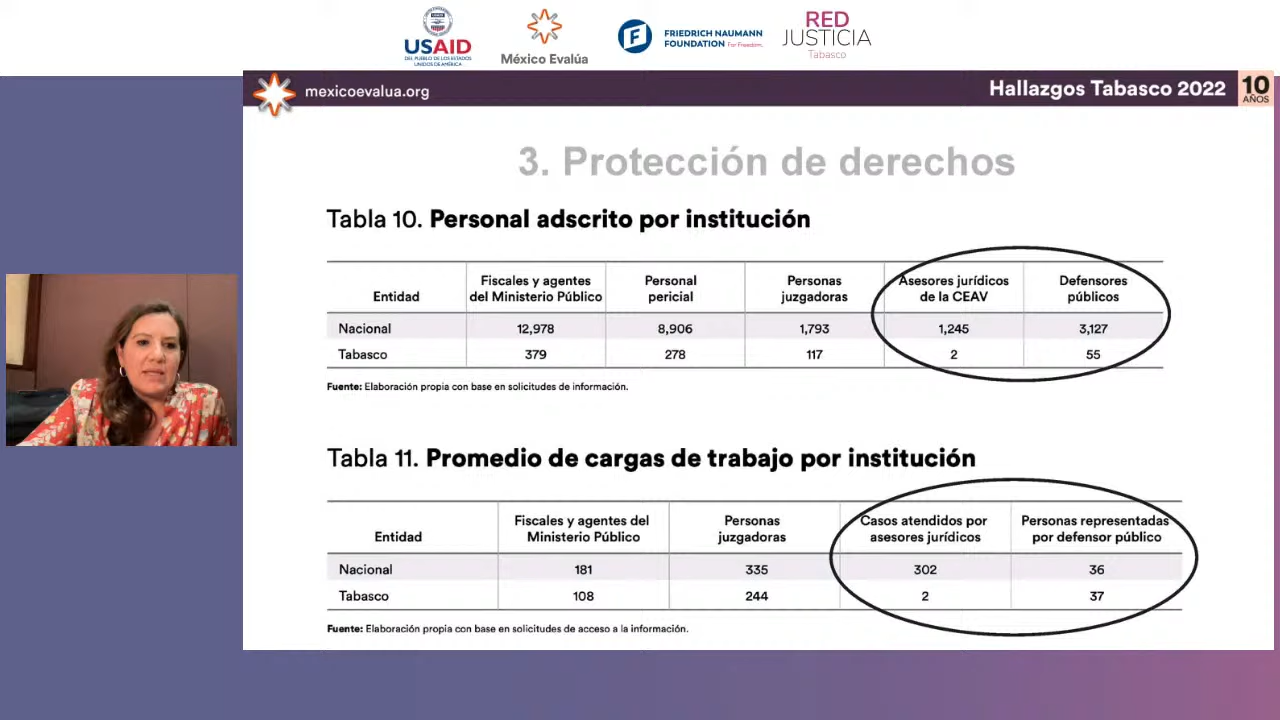 USAID
DEL PUEBLO DE LOS ESTADOS
UNIDOS DE AMÉRICA
México Evalúa
F
FRIEDRICH NAUMANN
FOUNDATION For Freedom.
RED
JUSTICIA
Tabasco
mexicoevalua.org
Hallazgos Tabasco 2022
10
AÑOS
3. Protección de derechos
Tabla 10. Personal adscrito por institución
Entidad
Fiscales y agentes
del Ministerio Público
Personal
pericial
Personas
juzgadoras
Asesores jurídicos
de la CEAV
Defensores
públicos
Nacional 12,978 8,906 1,793 1,245 3,127
Tabasco 379 278 117 2 55
Fuente: Elaboración propia con base en solicitudes de información.
Tabla 11. Promedio de cargas de trabajo por institución
Entidad
Fiscales y agentes del
Ministerio Público
Personas
juzgadoras
Casos atendidos por
asesores jurídicos
Personas representadas
por defensor público
Nacional 181 335 302 36
Tabasco 108 244 2 37
Fuente: Elaboración propia con base en solicitudes de acceso a la información.